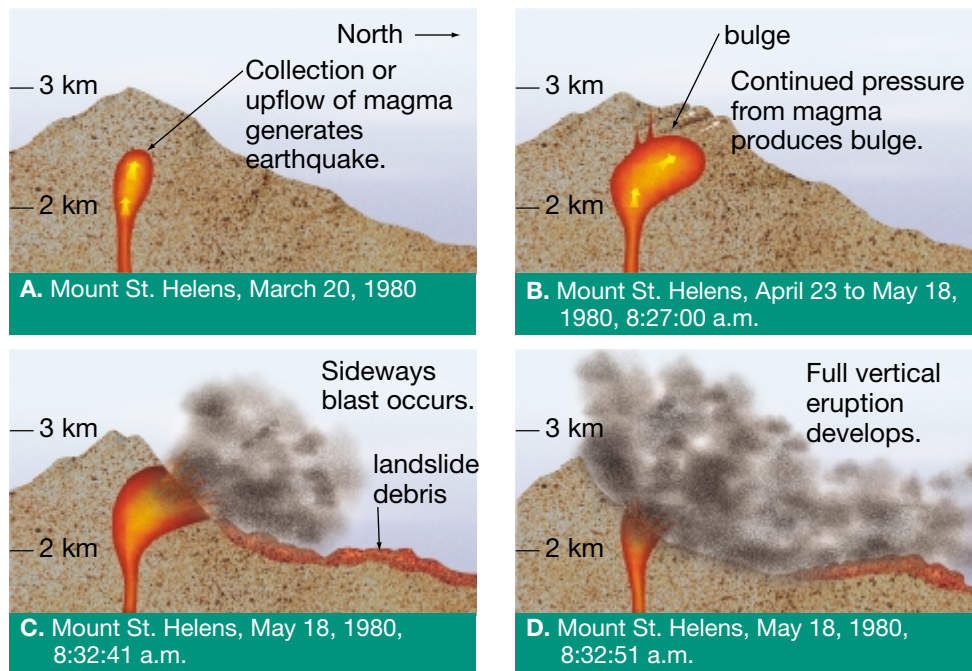 North
3 km
Collection or
upflow of magma
generates
earthquake.
2 km
A. Mount St. Helens, March 20, 1980
bulge
3 km
Continued pressure
from magma
produces bulge.
2 km
B. Mount St. Helens, April 23 to May 18,
1980, 8:27:00 a.m.
Sideways
blast occurs.
3 km
landslide
debris
2 km
C. Mount St. Helens, May 18, 1980,
8:32:41 a.m.
Full vertical
eruption
develops.
3 km
2 km
D. Mount St. Helens, May 18, 1980,
8:32:51 a.m.